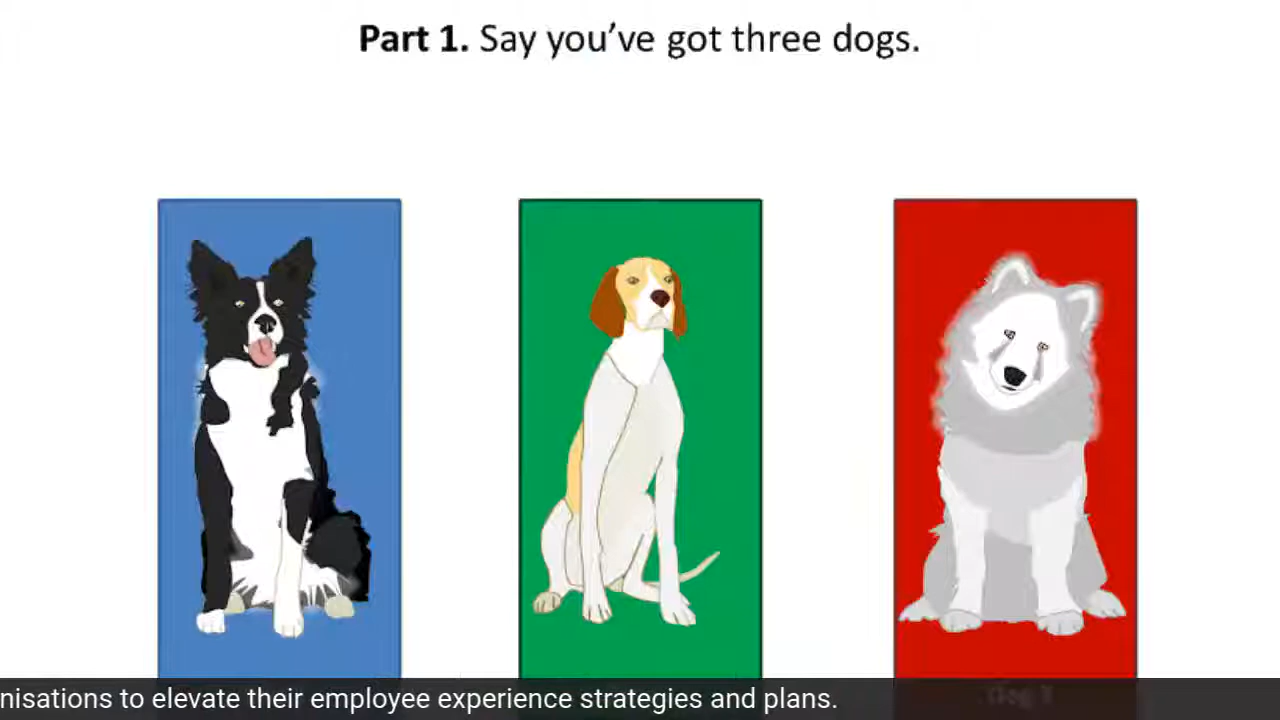 Part 1. Say you’ve got three dogs.
nisations to elevate their employee experience strategies and plans.